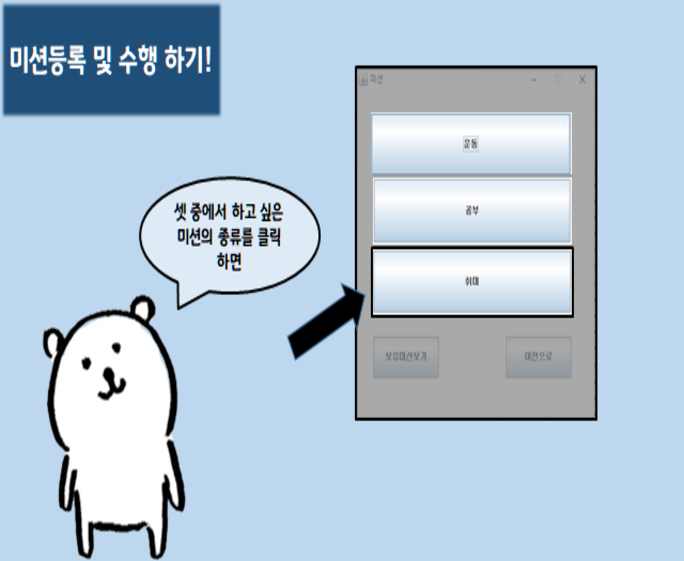 미션등록 및 수행 하기!
미션
운동
셋 중에서 하고 싶은
미션의 종류를 클릭
하면
공부
취미
보유미션보기
이전으로